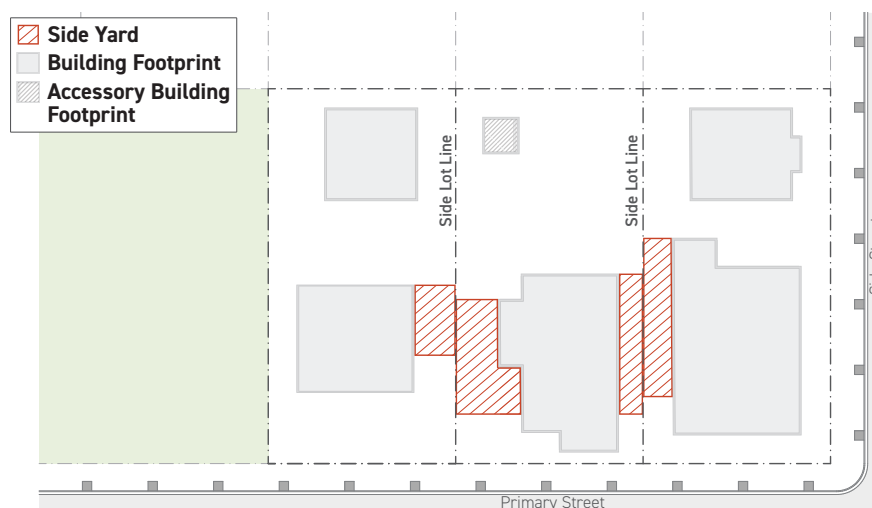 Side Yard
Building Footprint
Accessory Building
Footprint
Side Lot Line
Side Lot Line
Primary Street